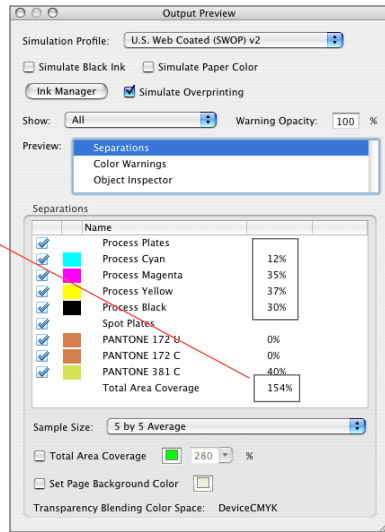 Output Preview
Simulation Profile: U.S. Web Coated (SWOP) v2
Simulate Black Ink Simulate Paper Color
Ink Manager Simulate Overprinting
Show: All Warning Opacity: 100 %
Preview: Separations
Color Warnings
Object Inspector
Separations
Name
Process Plates
Process Cyan 12%
Process Magenta 35%
Process Yellow 37%
Process Black 30%
Spot Plates
PANTONE 172 U 0%
PANTONE 172 C 0%
PANTONE 381 C 40%
Total Area Coverage 154%
Sample Size: 5 by 5 Average
Total Area Coverage 280 %
Set Page Background Color
Transparency Blending Color Space: DeviceCMYK